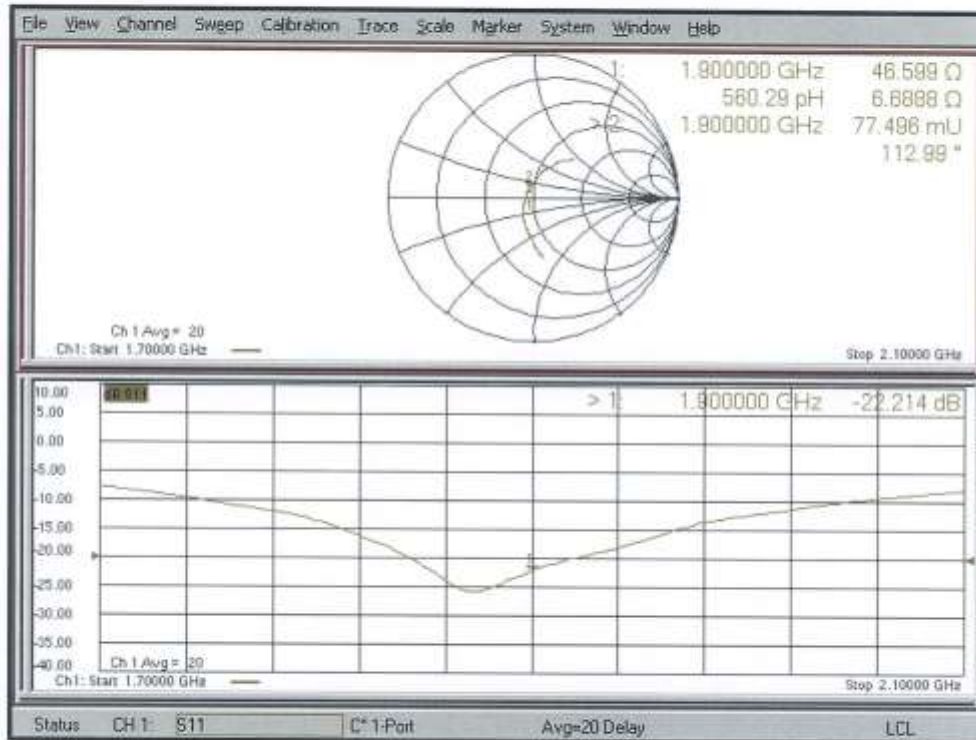 File View Channel Sweep Calibration Trace Scale Marker System Window Help
1: 1.900000 GHz 46.599 Ω
560.29 pH 6.6888 Ω
> 2: 1.900000 GHz 77.496 mU
112.99 °
Ch 1 Avg = 20
Ch1: Start 1.70000 GHz
Stop 2.10000 GHz
10.00
> 1: 1.900000 GHz -22.214 dB
5.00
0.00
-5.00
-10.00
-15.00
-20.00
1
-25.00
-30.00
-35.00
-40.00
Ch 1 Avg = 20
Ch1: Start 1.70000 GHz
Stop 2.10000 GHz
Status CH 1: S11 C* 1-Port Avg=20 Delay LCL